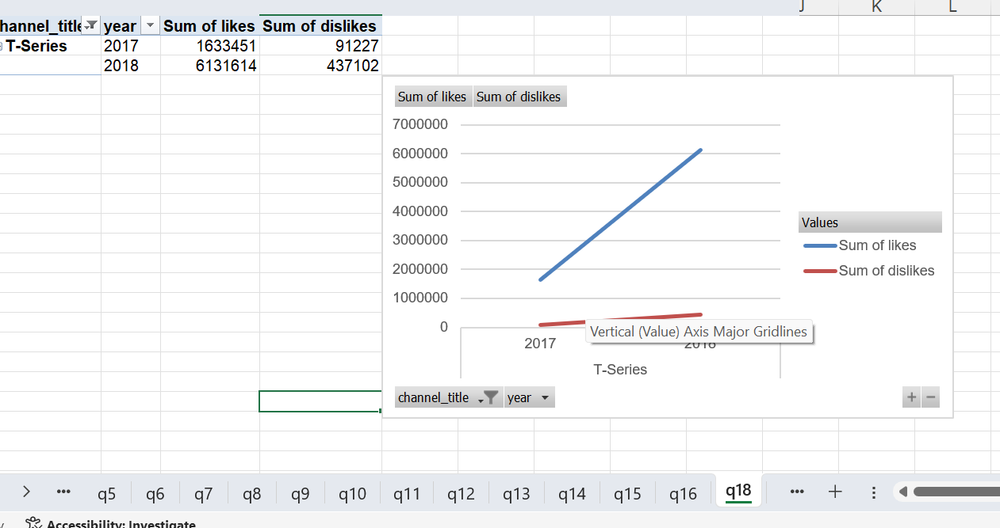 J K L
hannel_title year Sum of likes Sum of dislikes
T-Series 2017 1633451 91227
2018 6131614 437102
Sum of likes Sum of dislikes
7000000
6000000
5000000
4000000
3000000
2000000
1000000
0
Values
Sum of likes
Sum of dislikes
Vertical (Value) Axis Major Gridlines
2017 2018
T-Series
channel_title year
+ −
q5 q6 q7 q8 q9 q10 q11 q12 q13 q14 q15 q16 q18
Accessibility: Investigate